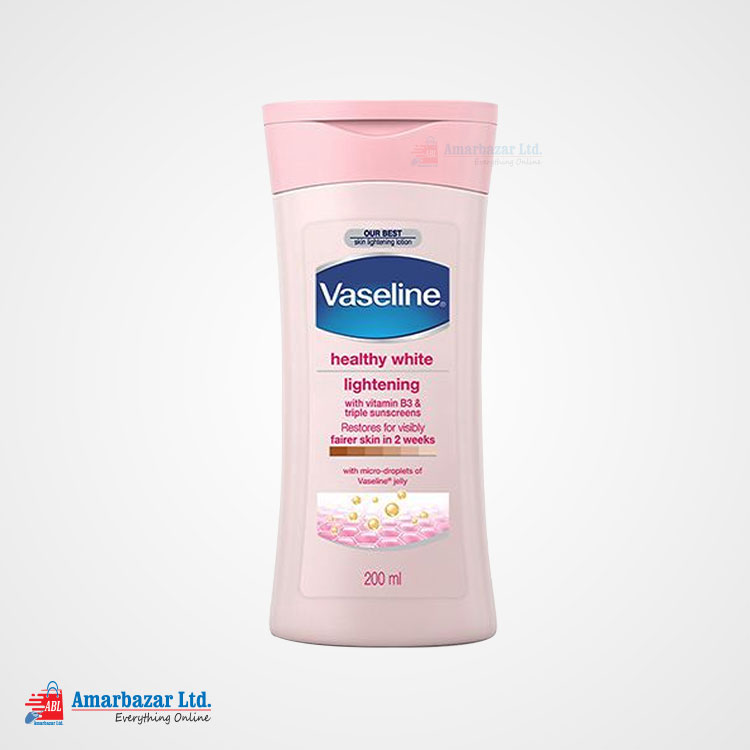 Amarbazar Ltd.
Everything Online
OUR BEST
skin lightening lotion
Vaseline®
healthy white
lightening
with vitamin B3 &
triple sunscreens
Restores for visibly
fairer skin in 2 weeks
with micro-droplets of
Vaseline® jelly
200 ml
ABL
Amarbazar Ltd.
Amarbazar Ltd.
Everything Online